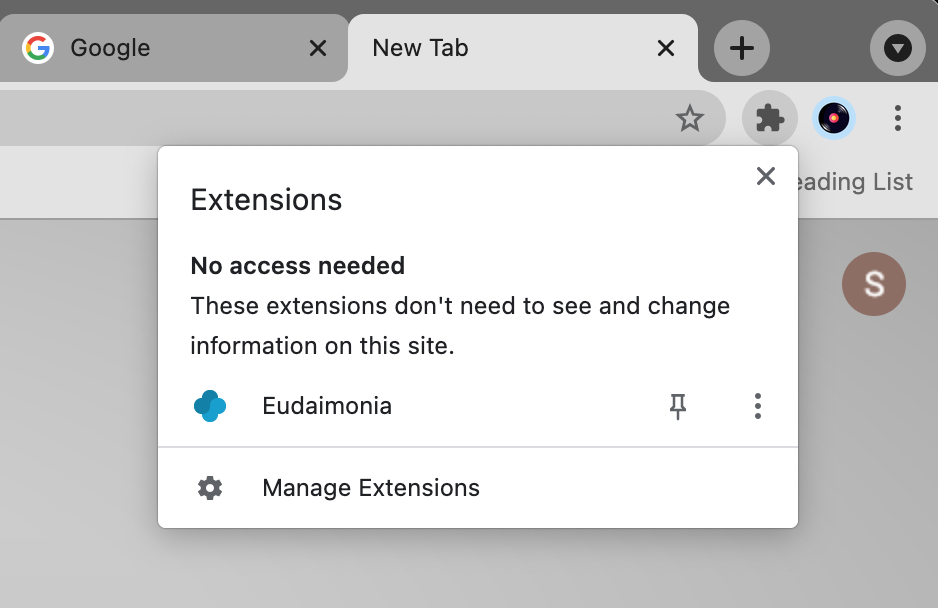 Google
New Tab
eading List
Extensions
No access needed
These extensions don't need to see and change
information on this site.
S
Eudaimonia
Manage Extensions